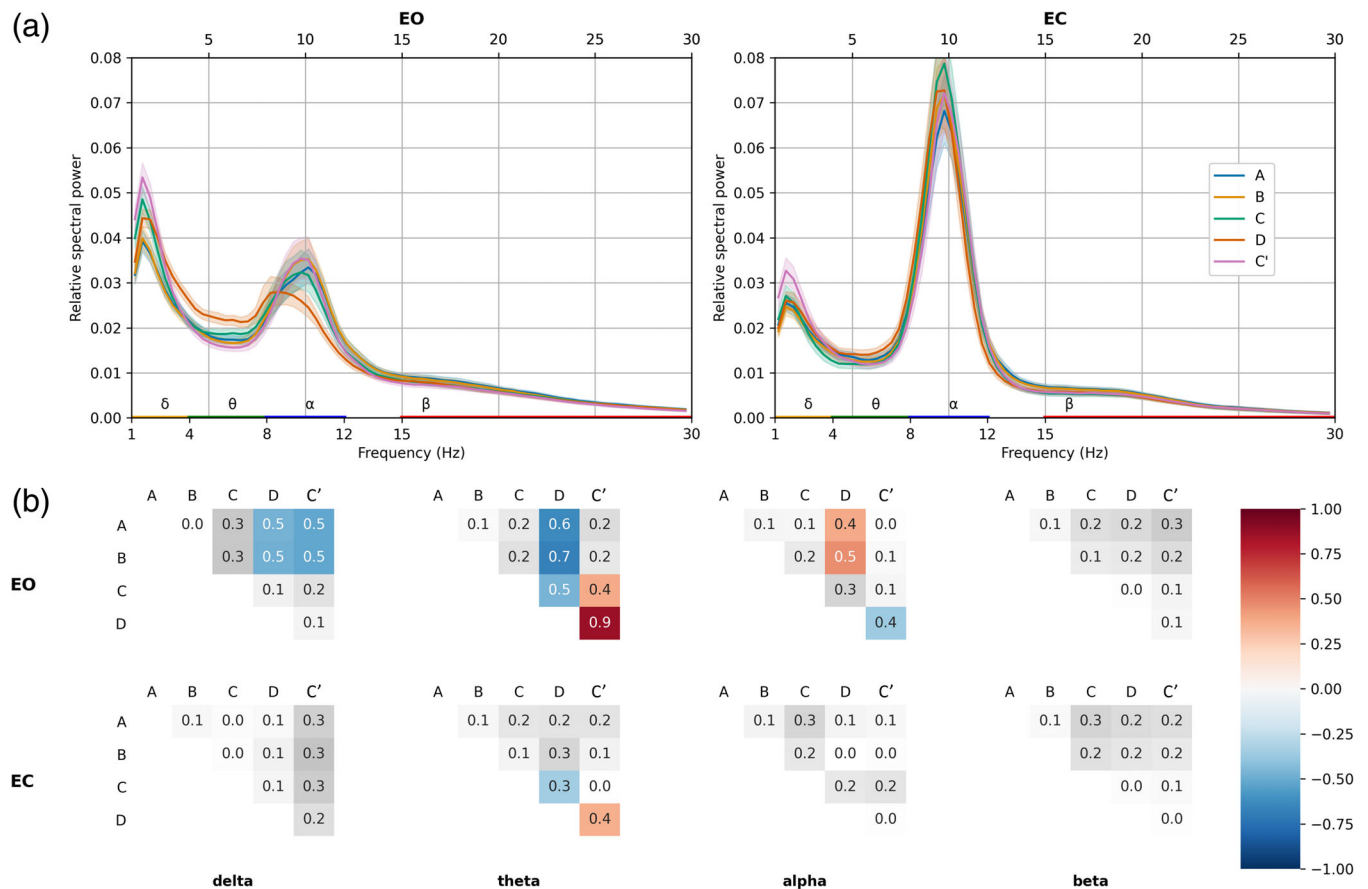 (a)
EO
EC
5 10 15 20 25 30
5 10 15 20 25 30
Relative spectral power
0.08
0.07
0.06
0.05
0.04
0.03
0.02
0.01
0.00
δ θ α β
1 4 8 12 15 30
Frequency (Hz)
Relative spectral power
0.08
0.07
0.06
0.05
0.04
0.03
0.02
0.01
0.00
δ θ α β
1 4 8 12 15 30
Frequency (Hz)
A
B
C
D
C'
(b)
EO
A B C D C′
A 0.0 0.3 0.5 0.5
B 0.3 0.5 0.5
C 0.1 0.2
D 0.1
A B C D C′
A 0.1 0.2 0.6 0.2
B 0.2 0.7 0.2
C 0.5 0.4
D 0.9
A B C D C′
A 0.1 0.1 0.4 0.0
B 0.2 0.5 0.1
C 0.3 0.1
D 0.4
A B C D C′
A 0.1 0.2 0.2 0.3
B 0.1 0.2 0.2
C 0.0 0.1
D 0.1
EC
A B C D C′
A 0.1 0.0 0.1 0.3
B 0.0 0.1 0.3
C 0.1 0.3
D 0.2
A B C D C′
A 0.1 0.2 0.2 0.2
B 0.1 0.3 0.1
C 0.3 0.0
D 0.4
A B C D C′
A 0.1 0.3 0.1 0.1
B 0.2 0.0 0.0
C 0.2 0.2
D 0.0
A B C D C′
A 0.1 0.3 0.2 0.2
B 0.2 0.2 0.2
C 0.0 0.1
D 0.0
delta theta alpha beta
1.00
0.75
0.50
0.25
0.00
−0.25
−0.50
−0.75
−1.00